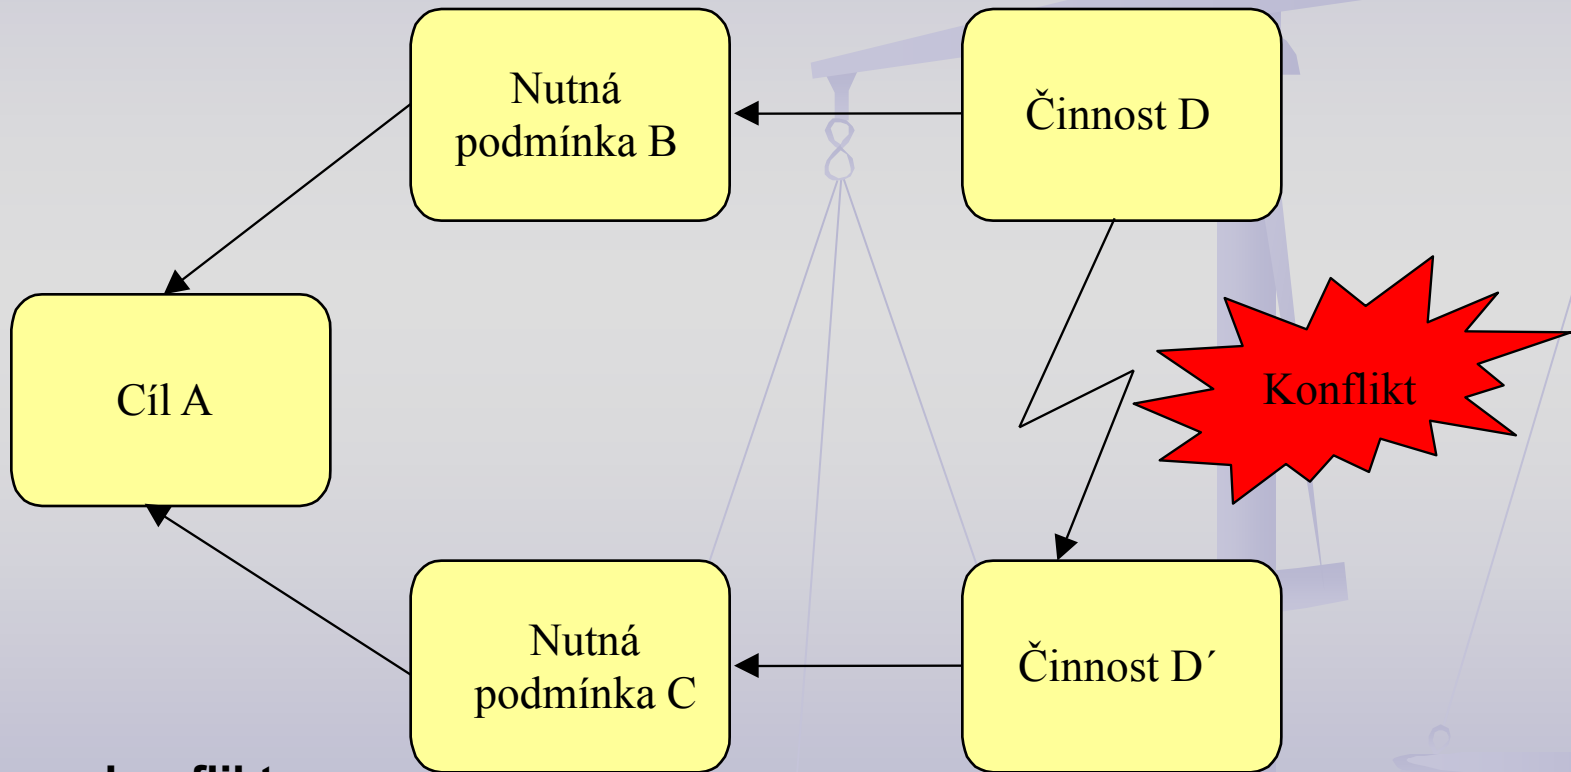 Nutná
podmínka B
Činnost D
Cíl A
Konflikt
Nutná
podmínka C
Činnost D´